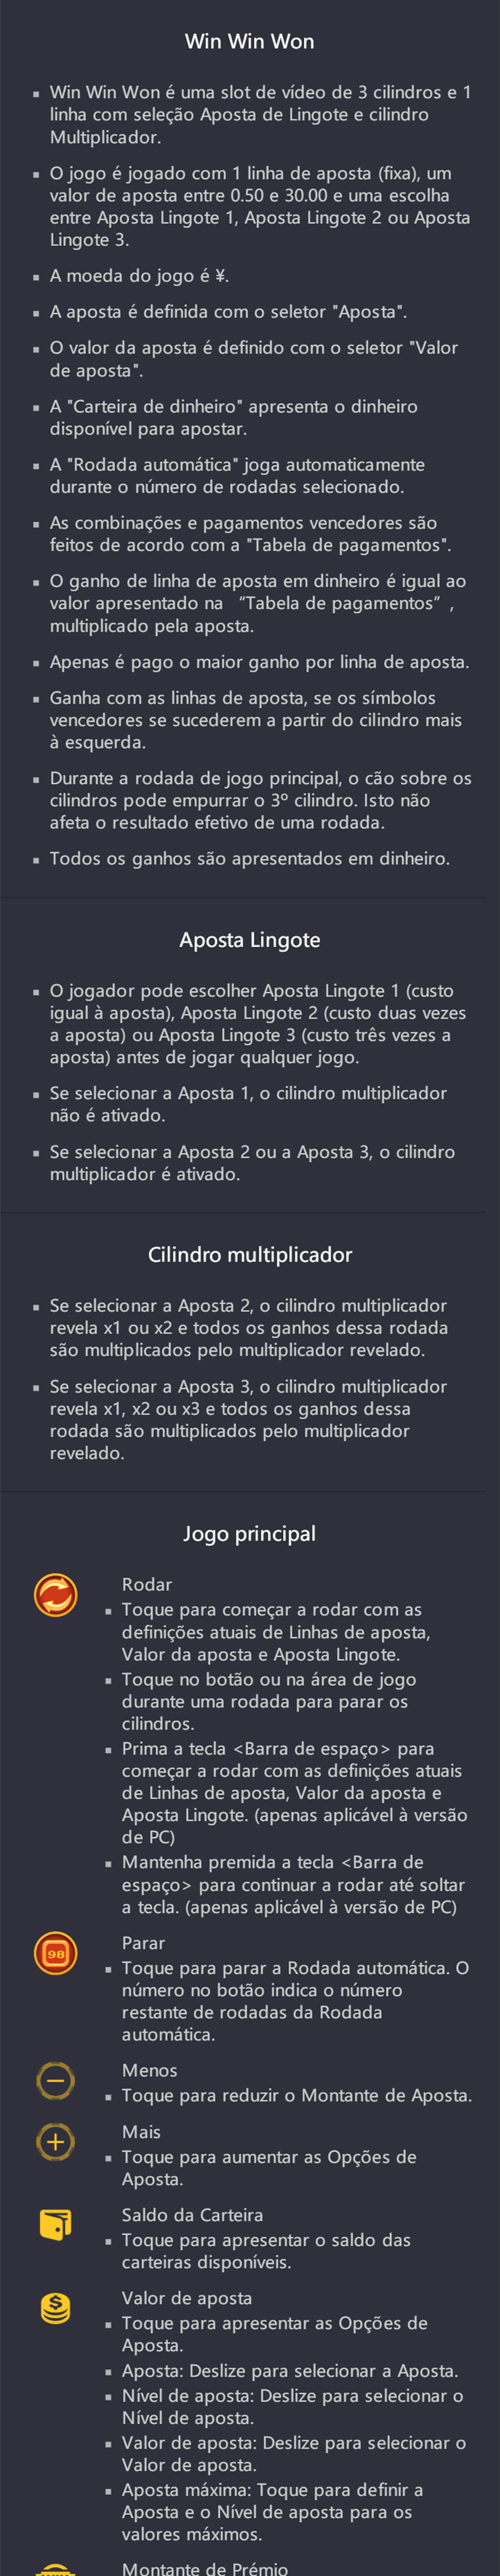 Win Win Won
Win Win Won é uma slot de vídeo de 3 cilindros e 1
linha com seleção Aposta de Lingote e cilindro
Multiplicador.
O jogo é jogado com 1 linha de aposta (fixa), um
valor de aposta entre 0.50 e 30.00 e uma escolha
entre Aposta Lingote 1, Aposta Lingote 2 ou Aposta
Lingote 3.
A moeda do jogo é ¥.
A aposta é definida com o seletor "Aposta".
O valor da aposta é definido com o seletor "Valor
de aposta".
A "Carteira de dinheiro" apresenta o dinheiro
disponível para apostar.
A "Rodada automática" joga automaticamente
durante o número de rodadas selecionado.
As combinações e pagamentos vencedores são
feitos de acordo com a "Tabela de pagamentos".
O ganho de linha de aposta em dinheiro é igual ao
valor apresentado na “Tabela de pagamentos”,
multiplicado pela aposta.
Apenas é pago o maior ganho por linha de aposta.
Ganha com as linhas de aposta, se os símbolos
vencedores se sucederem a partir do cilindro mais
à esquerda.
Durante a rodada de jogo principal, o cão sobre os
cilindros pode empurrar o 3º cilindro. Isto não
afeta o resultado efetivo de uma rodada.
Todos os ganhos são apresentados em dinheiro.
Aposta Lingote
O jogador pode escolher Aposta Lingote 1 (custo
igual à aposta), Aposta Lingote 2 (custo duas vezes
a aposta) ou Aposta Lingote 3 (custo três vezes a
aposta) antes de jogar qualquer jogo.
Se selecionar a Aposta 1, o cilindro multiplicador
não é ativado.
Se selecionar a Aposta 2 ou a Aposta 3, o cilindro
multiplicador é ativado.
Cilindro multiplicador
Se selecionar a Aposta 2, o cilindro multiplicador
revela x1 ou x2 e todos os ganhos dessa rodada
são multiplicados pelo multiplicador revelado.
Se selecionar a Aposta 3, o cilindro multiplicador
revela x1, x2 ou x3 e todos os ganhos dessa
rodada são multiplicados pelo multiplicador
revelado.
Jogo principal
Rodar
Toque para começar a rodar com as
definições atuais de Linhas de aposta,
Valor da aposta e Aposta Lingote.
Toque no botão ou na área de jogo
durante uma rodada para parar os
cilindros.
Prima a tecla <Barra de espaço> para
começar a rodar com as definições atuais
de Linhas de aposta, Valor da aposta e
Aposta Lingote. (apenas aplicável à versão
de PC)
Mantenha premida a tecla <Barra de
espaço> para continuar a rodar até soltar
a tecla. (apenas aplicável à versão de PC)
98
Parar
Toque para parar a Rodada automática. O
número no botão indica o número
restante de rodadas da Rodada
automática.
Menos
Toque para reduzir o Montante de Aposta.
Mais
Toque para aumentar as Opções de
Aposta.
Saldo da Carteira
Toque para apresentar o saldo das
carteiras disponíveis.
Valor de aposta
Toque para apresentar as Opções de
Aposta.
Aposta: Deslize para selecionar a Aposta.
Nível de aposta: Deslize para selecionar o
Nível de aposta.
Valor de aposta: Deslize para selecionar o
Valor de aposta.
Aposta máxima: Toque para definir a
Aposta e o Nível de aposta para os
valores máximos.
Montante de Prémio